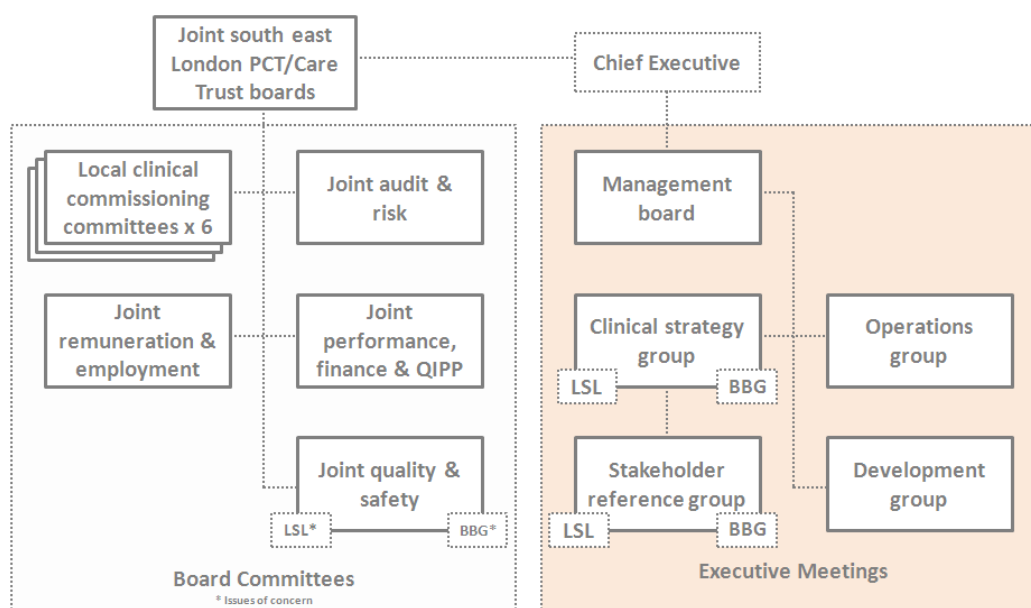 Joint south east
London PCT/Care
Trust boards
Chief Executive
Local clinical
commissioning
committees x 6
Joint audit &
risk
Joint
remuneration &
employment
Joint
performance,
finance & QIPP
Joint quality &
safety
LSL*
BBG*
Board Committees
* Issues of concern
Management
board
Clinical strategy
group
LSL
BBG
Operations
group
Stakeholder
reference group
LSL
BBG
Development
group
Executive Meetings